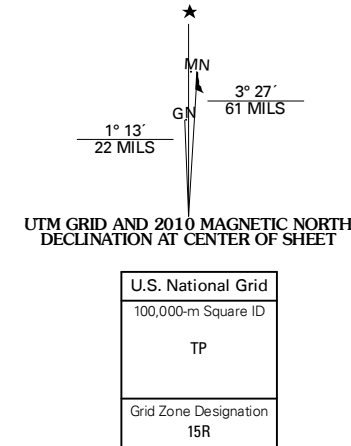 ★
MN
GN
3° 27´
61 MILS
1° 13´
22 MILS
UTM GRID AND 2010 MAGNETIC NORTH
DECLINATION AT CENTER OF SHEET
U.S. National Grid
100,000-m Square ID
TP
Grid Zone Designation
15R